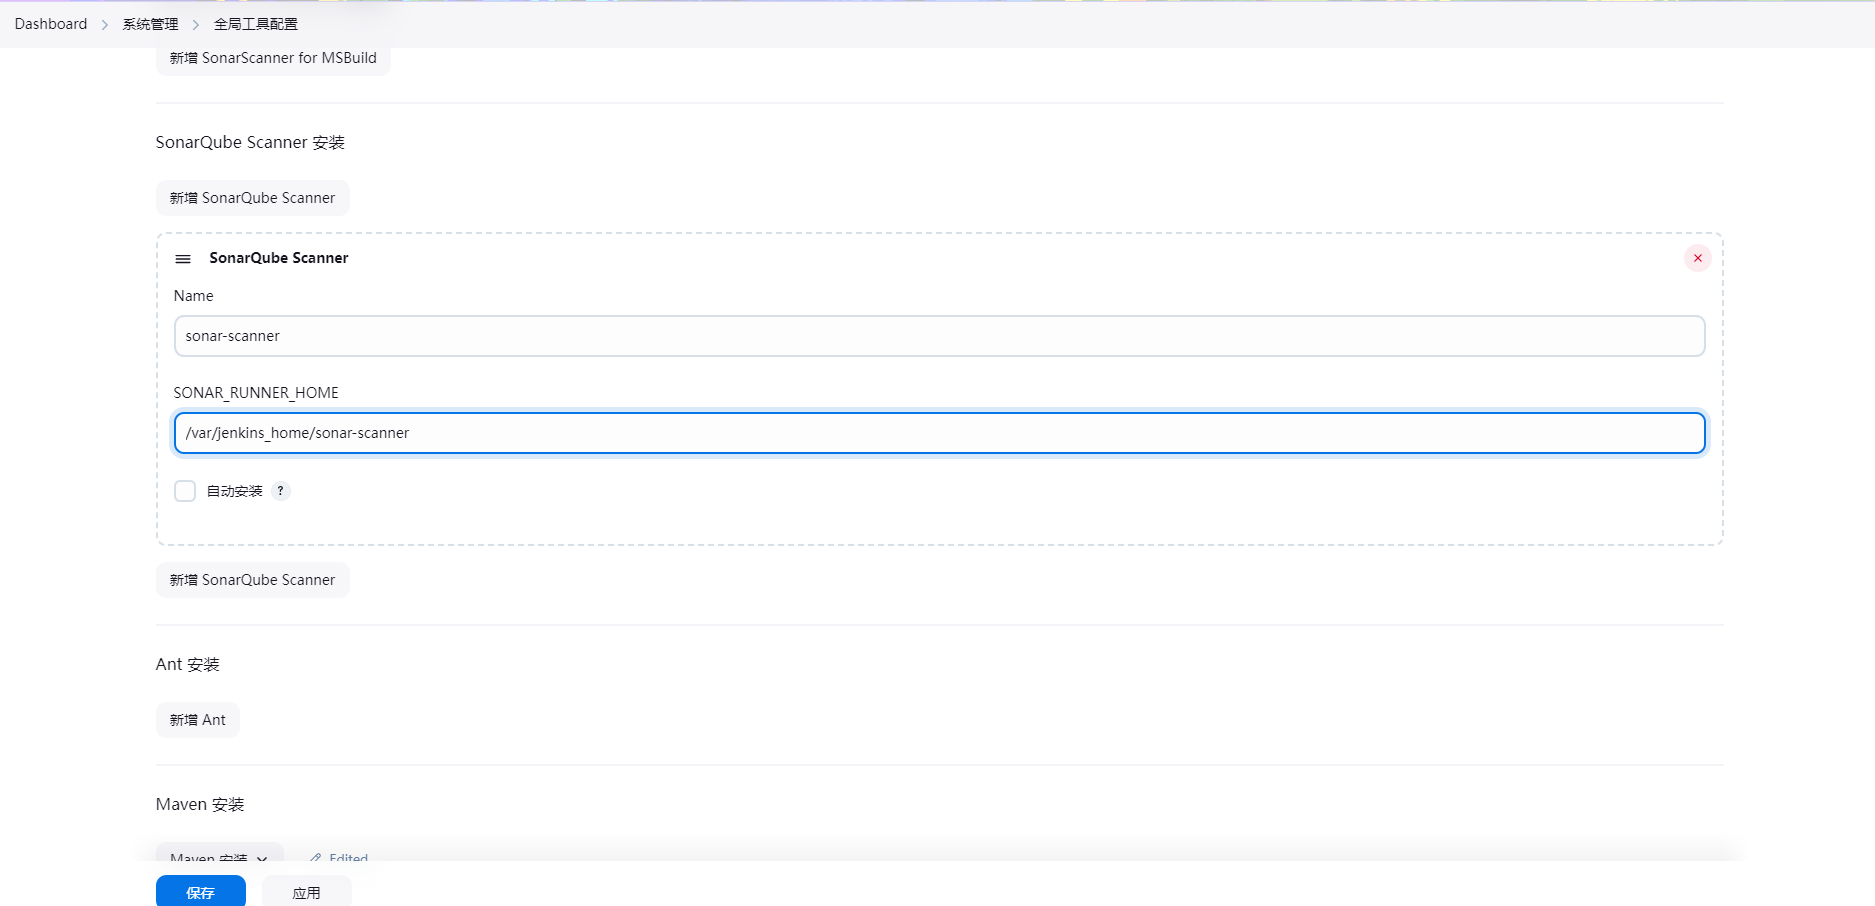 Dashboard > 系统管理 > 全局工具配置
新增 SonarScanner for MSBuild
SonarQube Scanner 安装
新增 SonarQube Scanner
SonarQube Scanner
Name
sonar-scanner
SONAR_RUNNER_HOME
/var/jenkins_home/sonar-scanner
自动安装 ?
新增 SonarQube Scanner
Ant 安装
新增 Ant
Maven 安装
Maven 安装 Edited
保存 应用